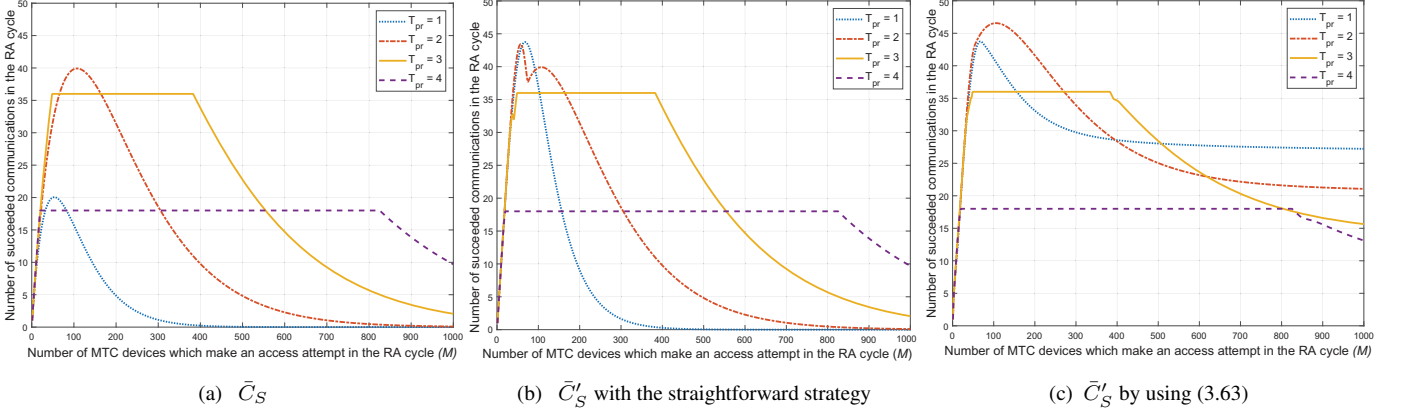 50
45
40
35
30
25
20
15
10
5
0
0 100 200 300 400 500 600 700 800 900 1000
Number of succeeded communications in the RA cycle
Number of MTC devices which make an access attempt in the RA cycle (M)
T_pr = 1
T_pr = 2
T_pr = 3
T_pr = 4
(a) C̄_S
50
45
40
35
30
25
20
15
10
5
0
0 100 200 300 400 500 600 700 800 900 1000
Number of succeeded communications in the RA cycle
Number of MTC devices which make an access attempt in the RA cycle (M)
T_pr = 1
T_pr = 2
T_pr = 3
T_pr = 4
(b) C̄′_S with the straightforward strategy
50
45
40
35
30
25
20
15
10
5
0
0 100 200 300 400 500 600 700 800 900 1000
Number of succeeded communications in the RA cycle
Number of MTC devices which make an access attempt in the RA cycle (M)
T_pr = 1
T_pr = 2
T_pr = 3
T_pr = 4
(c) C̄′_S by using (3.63)